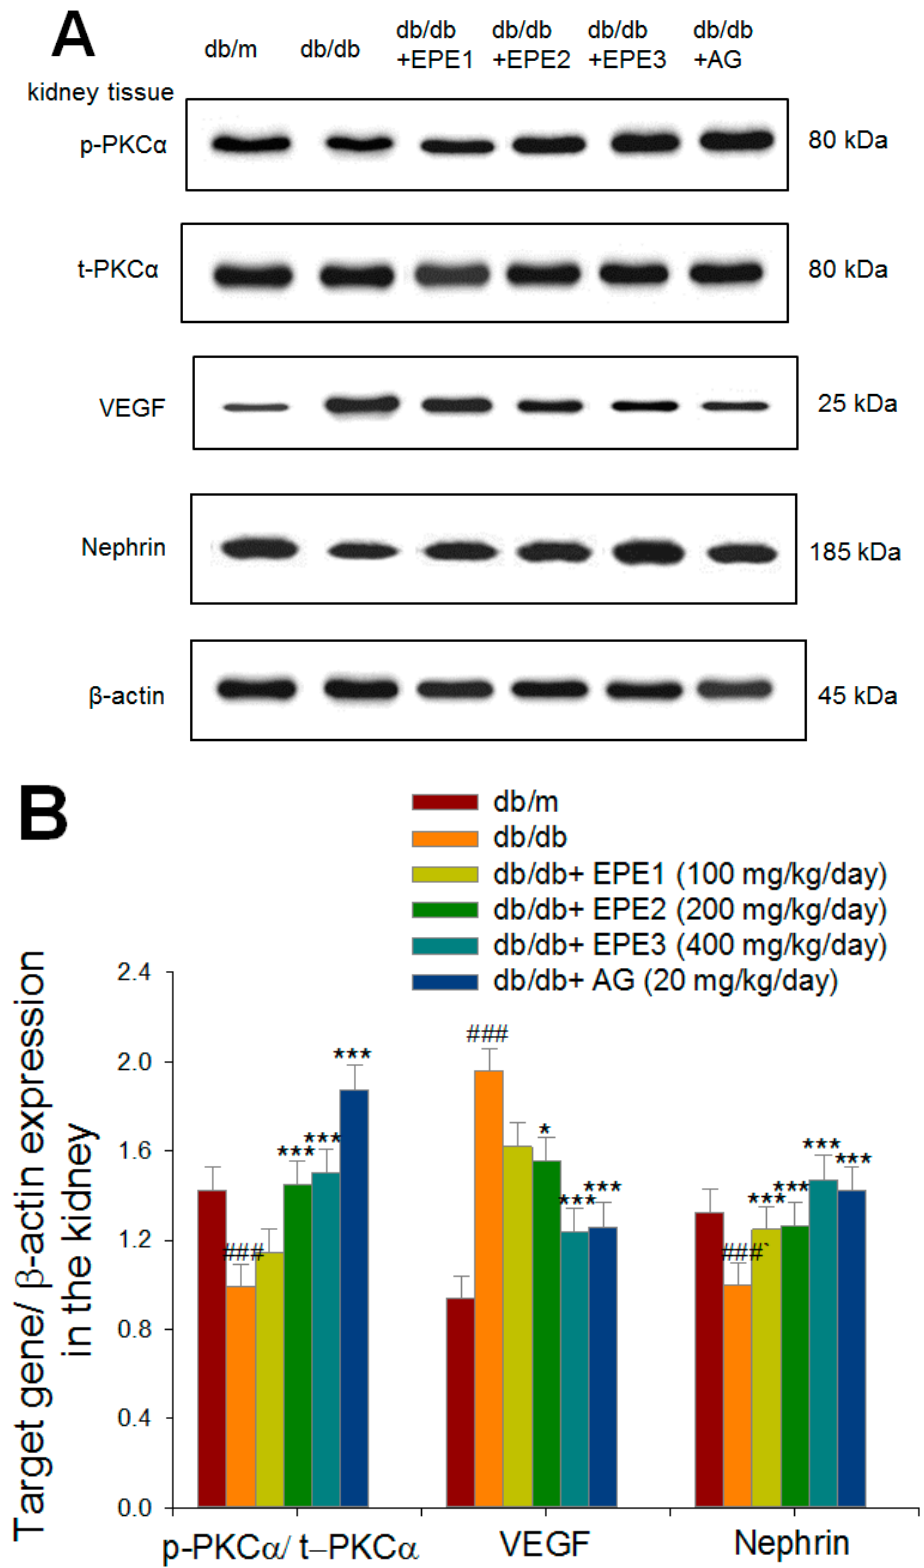 A
db/m db/db db/db +EPE1 db/db +EPE2 db/db +EPE3 db/db +AG
kidney tissue
p-PKCα 80 kDa
t-PKCα 80 kDa
VEGF 25 kDa
Nephrin 185 kDa
β-actin 45 kDa
B
db/m
db/db
db/db+ EPE1 (100 mg/kg/day)
db/db+ EPE2 (200 mg/kg/day)
db/db+ EPE3 (400 mg/kg/day)
db/db+ AG (20 mg/kg/day)
Target gene/ β-actin expression
in the kidney
2.4
2.0
1.6
1.2
0.8
0.4
0.0
### *** *** ***
### * *** ***
###` *** *** *** ***
p-PKCα/ t–PKCα VEGF Nephrin